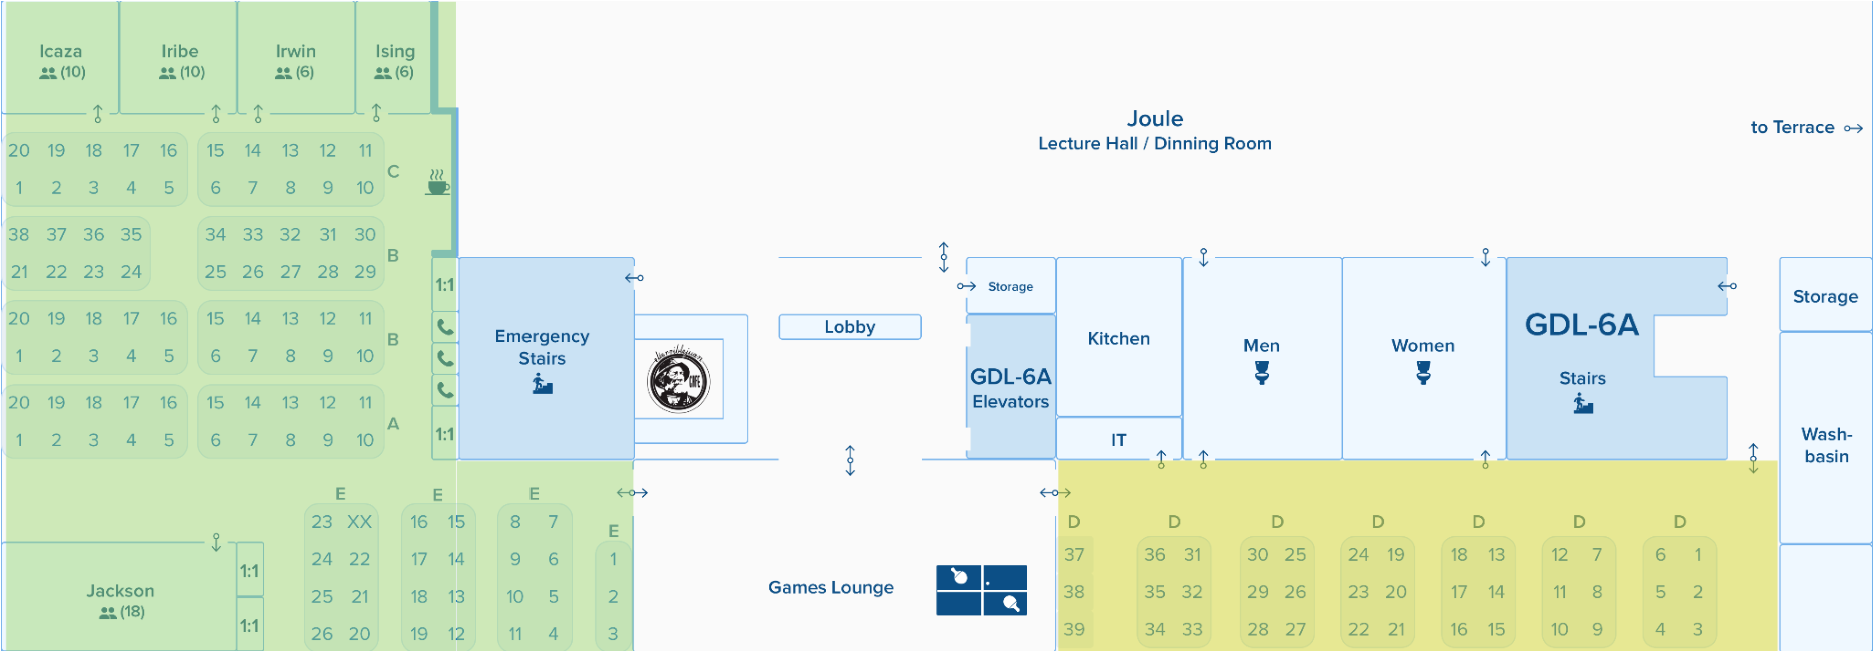 Icaza
(10)
Iribe
(10)
Irwin
(6)
Ising
(6)
Joule
Lecture Hall / Dinning Room
to Terrace
20 19 18 17 16 15 14 13 12 11
C
1 2 3 4 5 6 7 8 9 10
38 37 36 35 34 33 32 31 30
B
21 22 23 24 25 26 27 28 29
20 19 18 17 16 15 14 13 12 11
B
1 2 3 4 5 6 7 8 9 10
20 19 18 17 16 15 14 13 12 11
A
1 2 3 4 5 6 7 8 9 10
1:1
1:1
Emergency
Stairs
CAFE
Lobby
Storage
GDL-6A
Elevators
Kitchen
IT
Men
Women
GDL-6A
Stairs
Storage
Wash-
basin
Jackson
(18)
1:1
1:1
E E E E
23 XX 16 15 8 7
24 22 17 14 9 6 1
25 21 18 13 10 5 2
26 20 19 12 11 4 3
Games Lounge
D D D D D D D
37 36 31 30 25 24 19 18 13 12 7 6 1
38 35 32 29 26 23 20 17 14 11 8 5 2
39 34 33 28 27 22 21 16 15 10 9 4 3